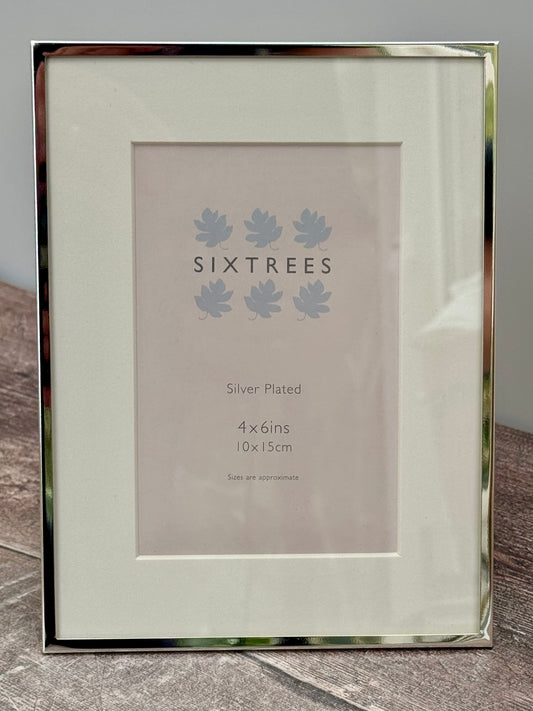 SIXTREES
Silver Plated
4x6ins
10x15cm
Sizes are approximate